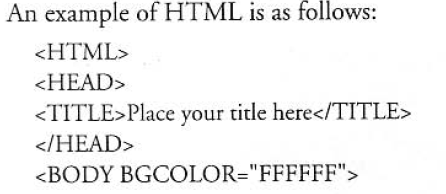 An example of HTML is as follows:
<HTML>
<HEAD>
<TITLE>Place your title here</TITLE>
</HEAD>
<BODY BGCOLOR="FFFFFF">